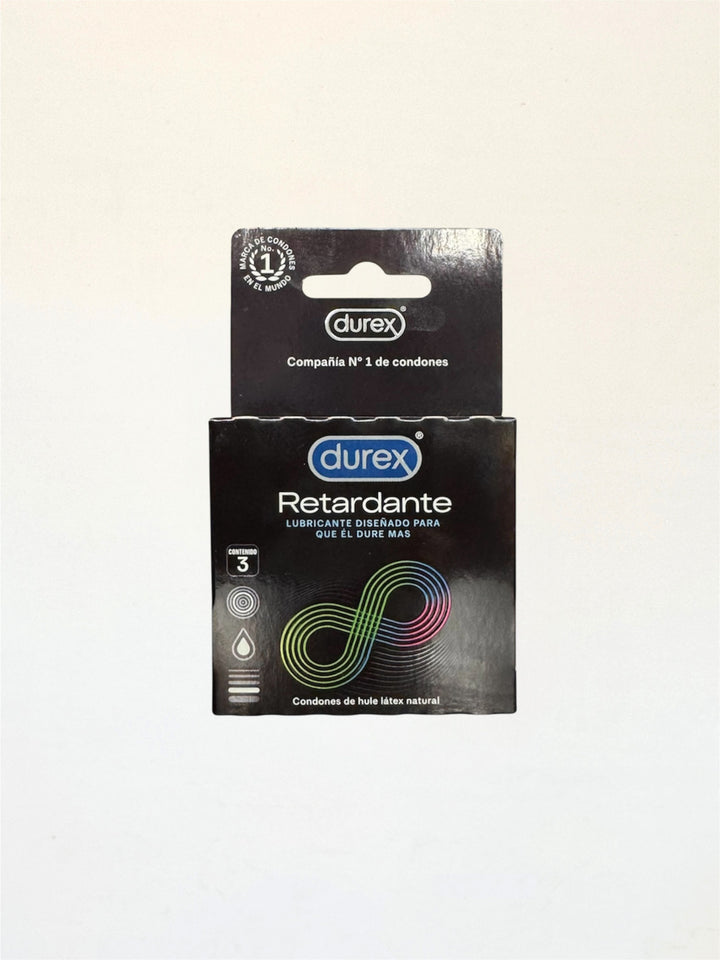 MARCA DE CONDONES
No.
1
EN EL MUNDO
durex®
Compañía Nº 1 de condones
durex®
Retardante
LUBRICANTE DISEÑADO PARA
QUE ÉL DURE MAS
CONTENIDO
3
Condones de hule látex natural